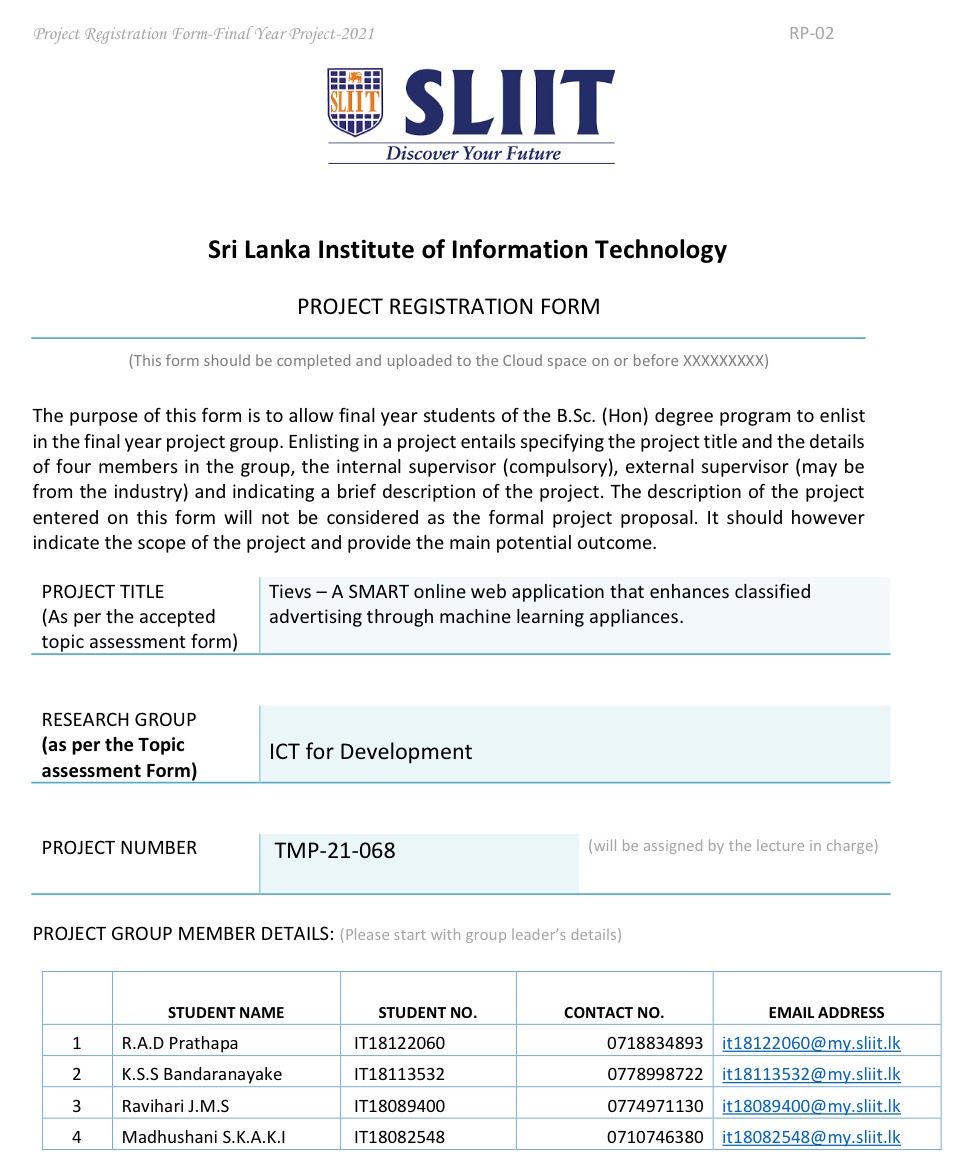 Project Registration Form-Final Year Project-2021 RP-02
SLIIT SLIIT
Discover Your Future
Sri Lanka Institute of Information Technology
PROJECT REGISTRATION FORM
(This form should be completed and uploaded to the Cloud space on or before XXXXXXXXX)
The purpose of this form is to allow final year students of the B.Sc. (Hon) degree program to enlist
in the final year project group. Enlisting in a project entails specifying the project title and the details
of four members in the group, the internal supervisor (compulsory), external supervisor (may be
from the industry) and indicating a brief description of the project. The description of the project
entered on this form will not be considered as the formal project proposal. It should however
indicate the scope of the project and provide the main potential outcome.
PROJECT TITLE
(As per the accepted
topic assessment form)
Tievs – A SMART online web application that enhances classified
advertising through machine learning appliances.
RESEARCH GROUP
(as per the Topic
assessment Form)
ICT for Development
PROJECT NUMBER
TMP-21-068
(will be assigned by the lecture in charge)
PROJECT GROUP MEMBER DETAILS: (Please start with group leader’s details)
STUDENT NAME STUDENT NO. CONTACT NO. EMAIL ADDRESS
1 R.A.D Prathapa IT18122060 0718834893 it18122060@my.sliit.lk
2 K.S.S Bandaranayake IT18113532 0778998722 it18113532@my.sliit.lk
3 Ravihari J.M.S IT18089400 0774971130 it18089400@my.sliit.lk
4 Madhushani S.K.A.K.I IT18082548 0710746380 it18082548@my.sliit.lk